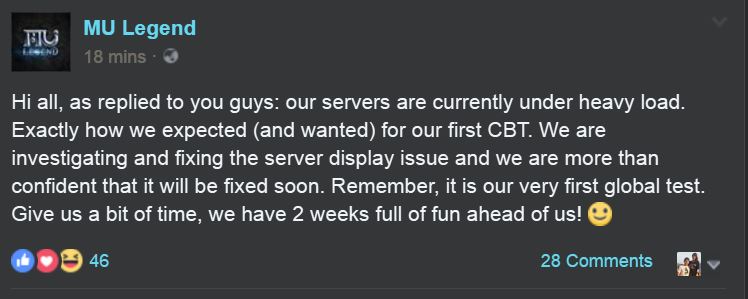 MU
LEGEND
MU Legend
18 mins ·
Hi all, as replied to you guys: our servers are currently under heavy load.
Exactly how we expected (and wanted) for our first CBT. We are
investigating and fixing the server display issue and we are more than
confident that it will be fixed soon. Remember, it is our very first global test.
Give us a bit of time, we have 2 weeks full of fun ahead of us! 🙂
46
28 Comments